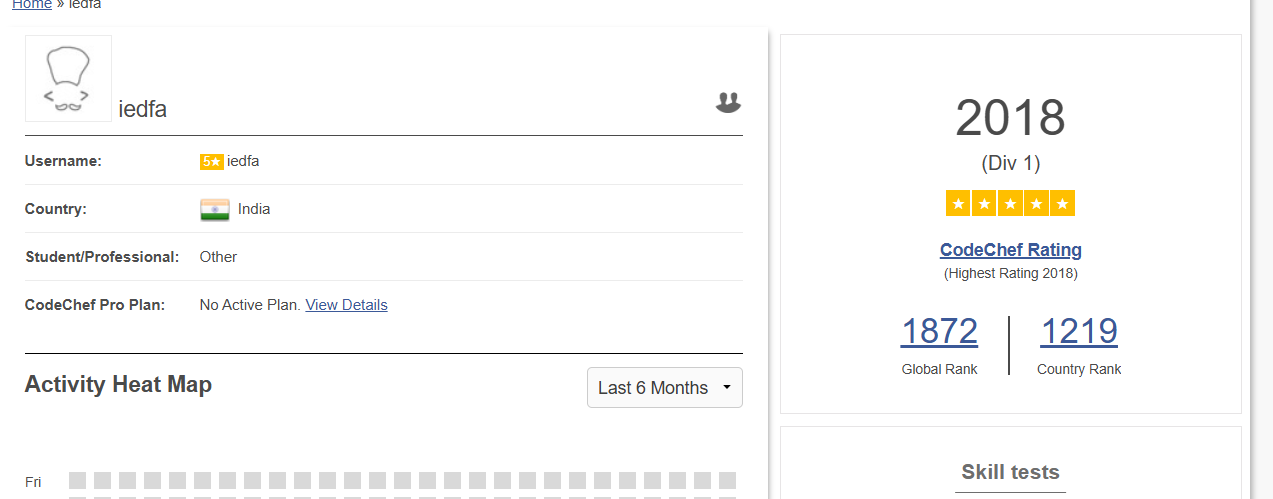 Home » iedfa
iedfa
Username: 5★ iedfa
Country: India
Student/Professional: Other
CodeChef Pro Plan: No Active Plan. View Details
Activity Heat Map
Last 6 Months
Fri
2018
(Div 1)
★ ★ ★ ★ ★
CodeChef Rating
(Highest Rating 2018)
1872 1219
Global Rank Country Rank
Skill tests